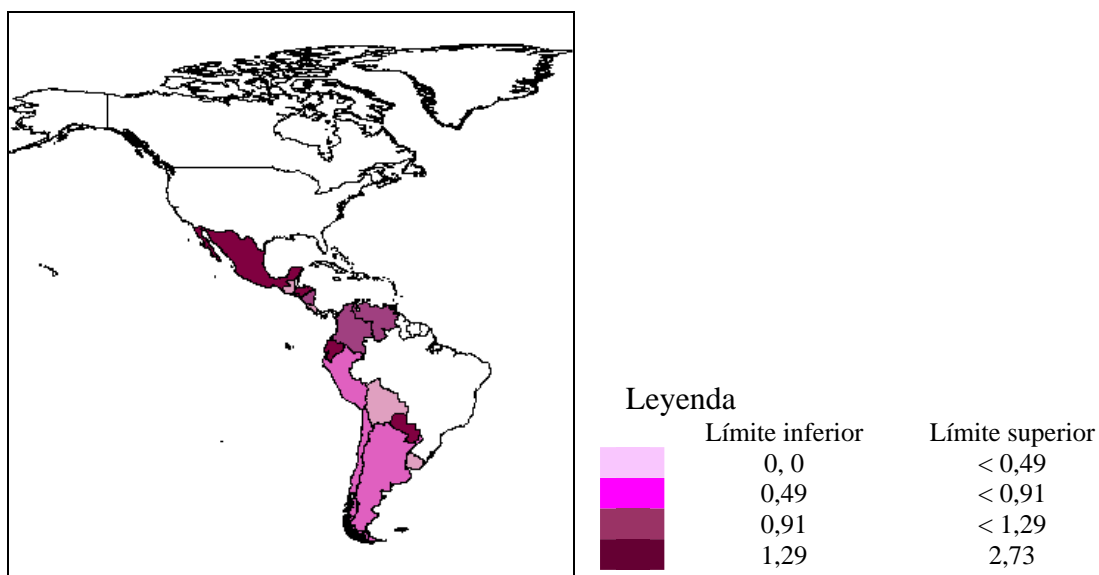 Leyenda
Límite inferior Límite superior
0, 0 < 0,49
0,49 < 0,91
0,91 < 1,29
1,29 2,73